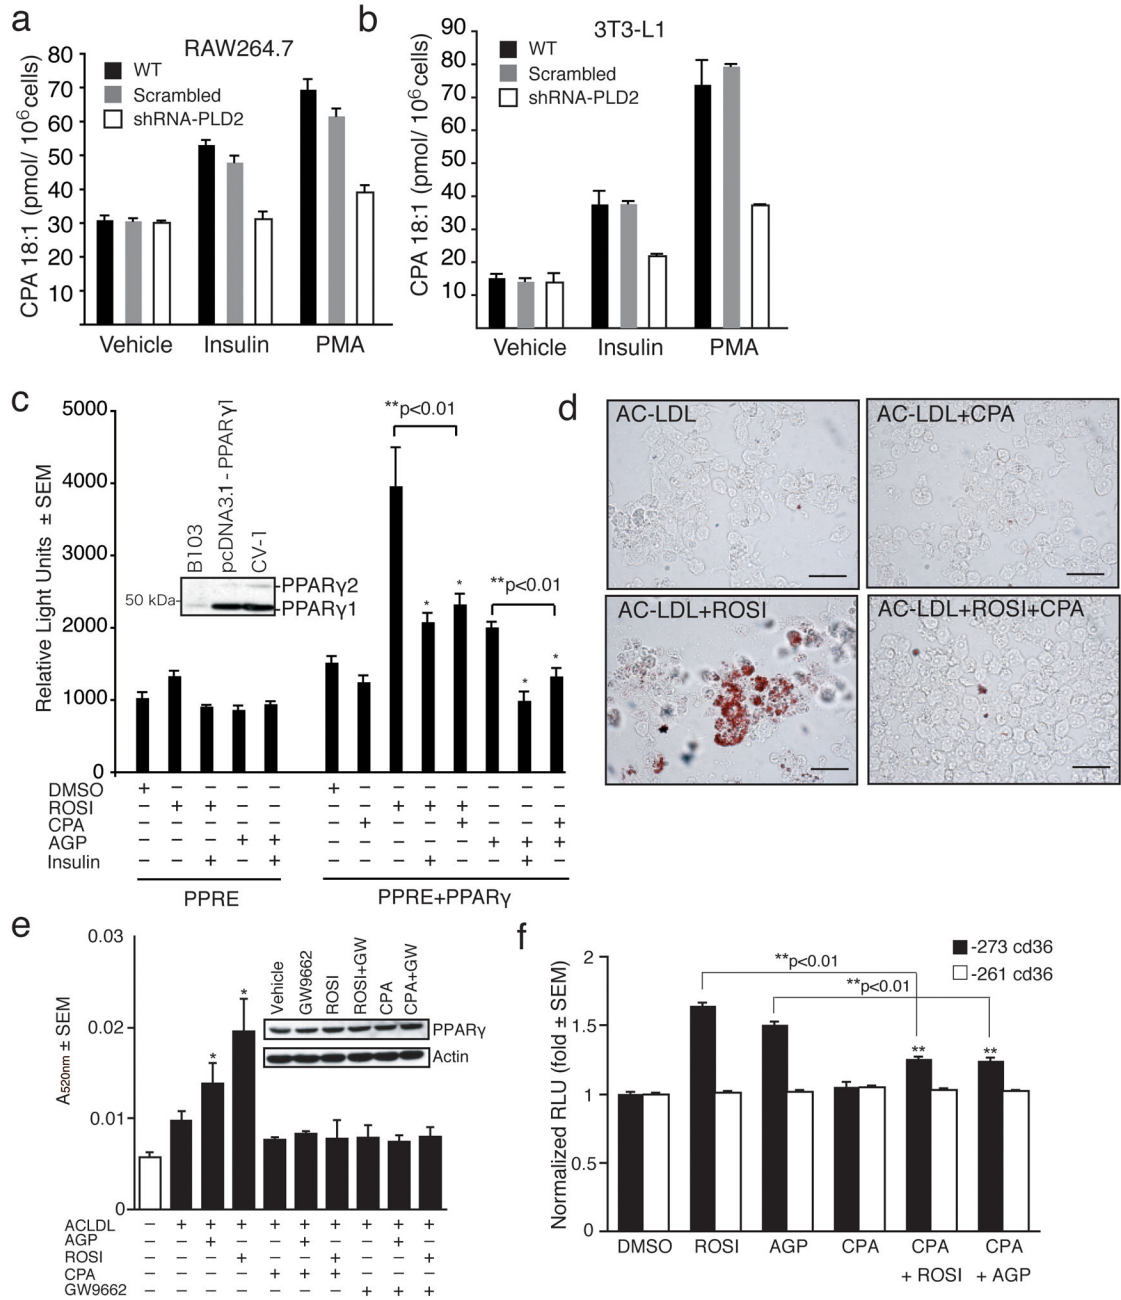 a
RAW264.7
CPA 18:1 (pmol/ 10⁶ cells)
80
70
60
50
40
30
20
10
WT
Scrambled
shRNA-PLD2
Vehicle Insulin PMA
b
3T3-L1
CPA 18:1 (pmol/ 10⁶ cells)
90
80
70
60
50
40
30
20
10
WT
Scrambled
shRNA-PLD2
Vehicle Insulin PMA
c
Relative Light Units ± SEM
5000
4000
3000
2000
1000
0
**p<0.01
B103
pcDNA3.1 - PPARγ1
CV-1
50 kDa-
-PPARγ2
-PPARγ1
* *
**p<0.01
* *
DMSO + − − − − + − − − − − − −
ROSI − + + − − − − + + + − − −
CPA − − − − − − + − − + − − +
AGP − − − + + − − − − − + + +
Insulin − − + − + − − − + − − + −
PPRE PPRE+PPARγ
d
AC-LDL
AC-LDL+CPA
AC-LDL+ROSI
AC-LDL+ROSI+CPA
e
A520nm ± SEM
0.03
0.02
0.01
0
* *
Vehicle
GW9662
ROSI
ROSI+GW
CPA
CPA+GW
PPARγ
Actin
ACLDL − + + + + + + + + +
AGP − − + − − + − − + −
ROSI − − − + − − + − − +
CPA − − − − + + + − − −
GW9662 − − − − − − − + + +
f
Normalized RLU (fold ± SEM)
2
1.5
1
0.5
0
-273 cd36
-261 cd36
**p<0.01
**p<0.01
** **
DMSO ROSI AGP CPA CPA CPA
+ ROSI + AGP